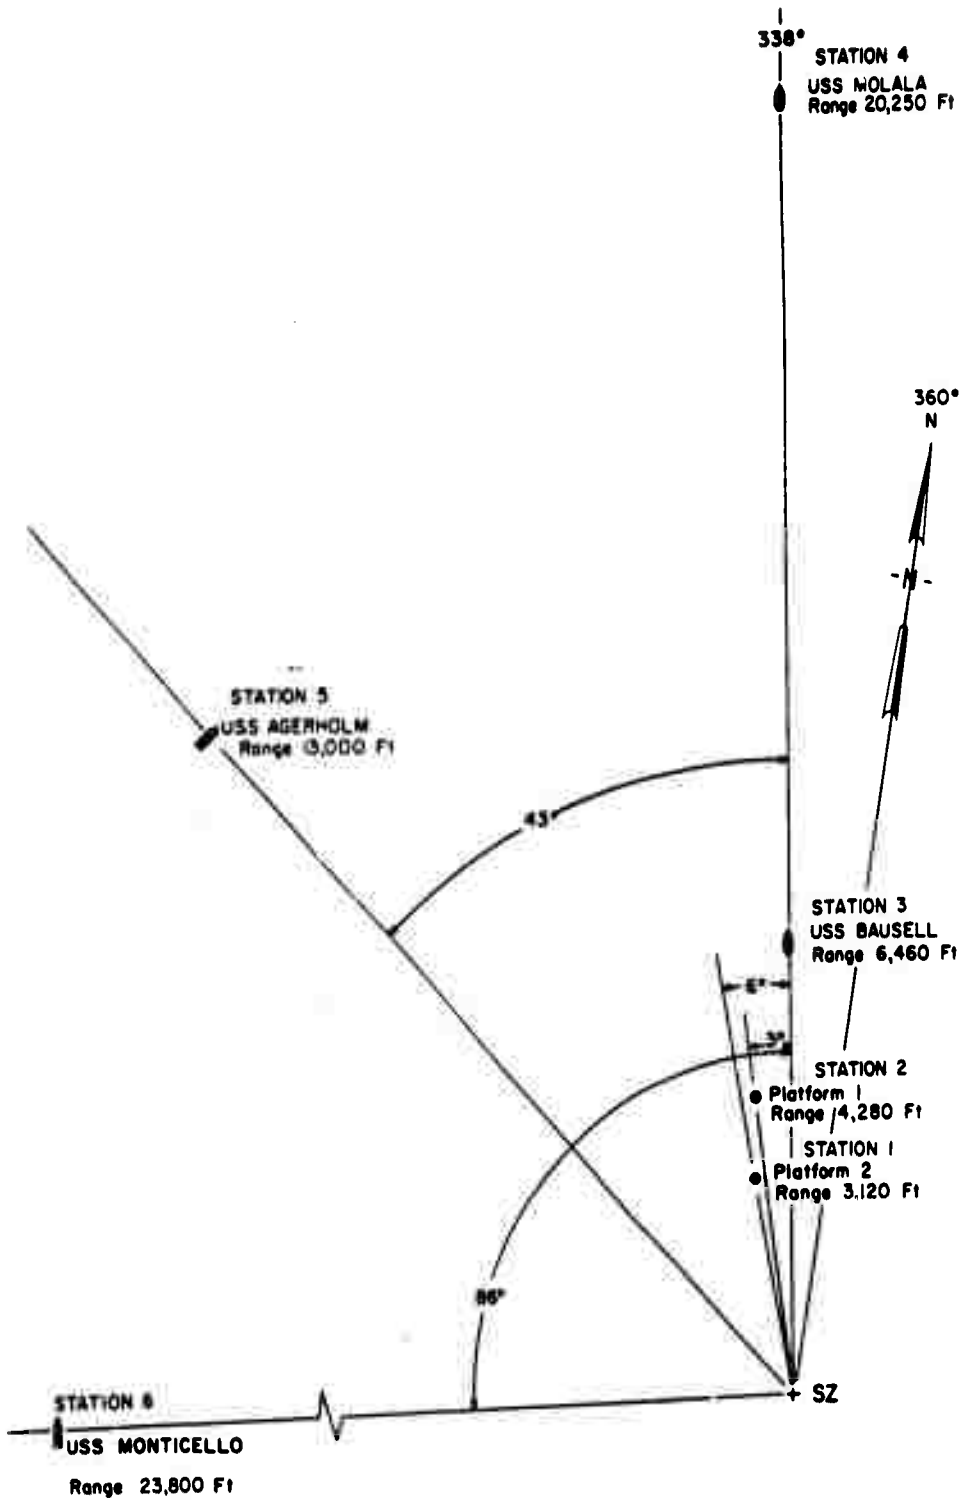 338°
STATION 4
USS MOLALA
Range 20,250 Ft
360°
N
-N-
STATION 5
USS AGERHOLM
Range 13,000 Ft
43°
STATION 3
USS BAUSELL
Range 6,460 Ft
3°
STATION 2
Platform 1
Range 4,280 Ft
STATION 1
Platform 2
Range 3,120 Ft
86°
SZ
STATION 6
USS MONTICELLO
Range 23,800 Ft